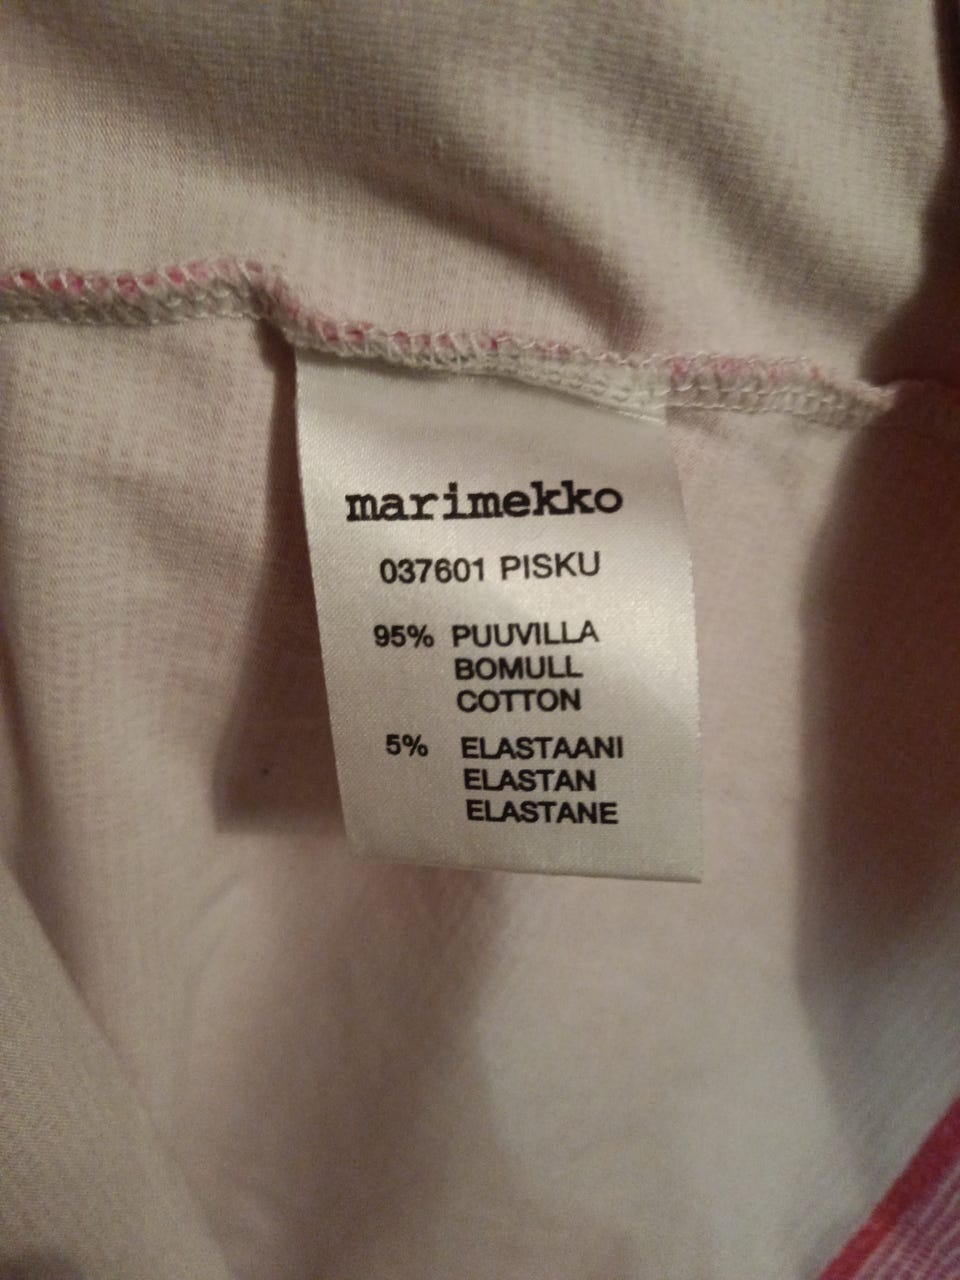 marimekko
037601 PISKU
95% PUUVILLA
BOMULL
COTTON
5% ELASTAANI
ELASTAN
ELASTANE